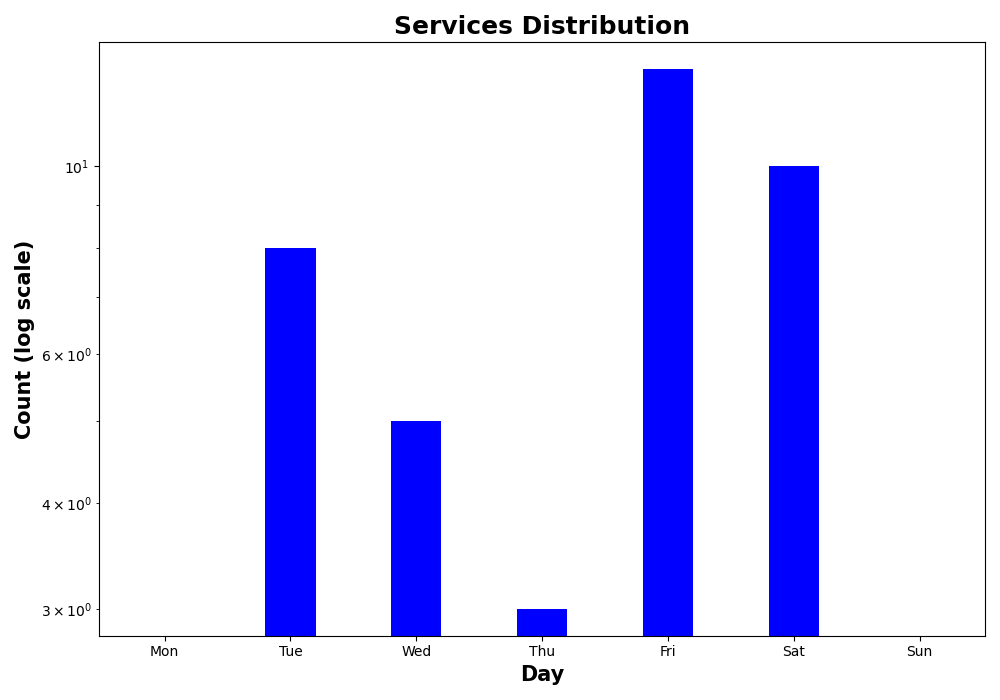 Services Distribution
Count (log scale)
10¹
6 × 10⁰
4 × 10⁰
3 × 10⁰
Mon Tue Wed Thu Fri Sat Sun
Day